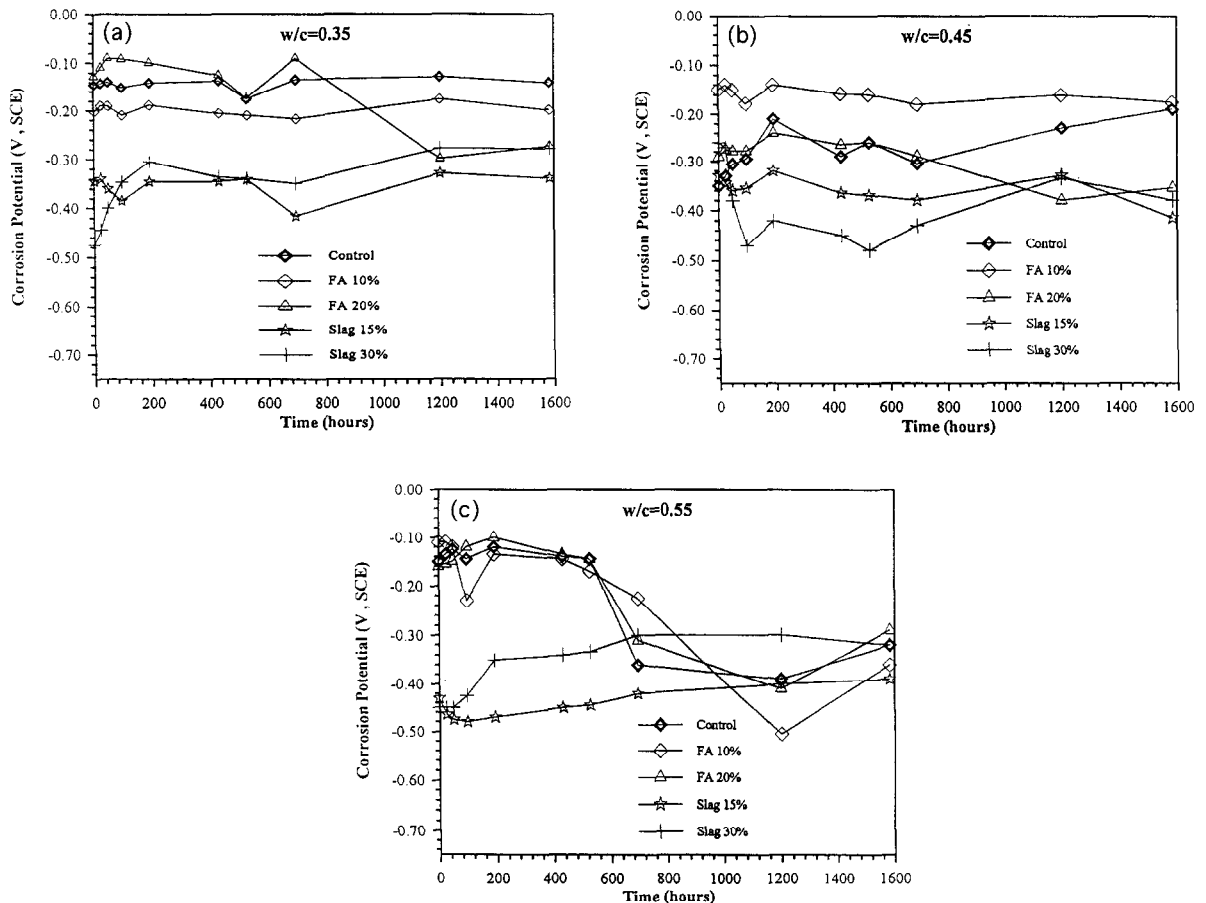 (a)
w/c=0.35
0.00
-0.10
-0.20
-0.30
-0.40
-0.50
-0.60
-0.70
Corrosion Potential (V , SCE)
Control
FA 10%
FA 20%
Slag 15%
Slag 30%
0 200 400 600 800 1000 1200 1400 1600
Time (hours)
(b)
w/c=0.45
0.00
-0.10
-0.20
-0.30
-0.40
-0.50
-0.60
-0.70
Corrosion Potential (V , SCE)
Control
FA 10%
FA 20%
Slag 15%
Slag 30%
0 200 400 600 800 1000 1200 1400 1600
Time (hours)
(c)
w/c=0.55
0.00
-0.10
-0.20
-0.30
-0.40
-0.50
-0.60
-0.70
Corrosion Potential (V , SCE)
Control
FA 10%
FA 20%
Slag 15%
Slag 30%
0 200 400 600 800 1000 1200 1400 1600
Time (hours)